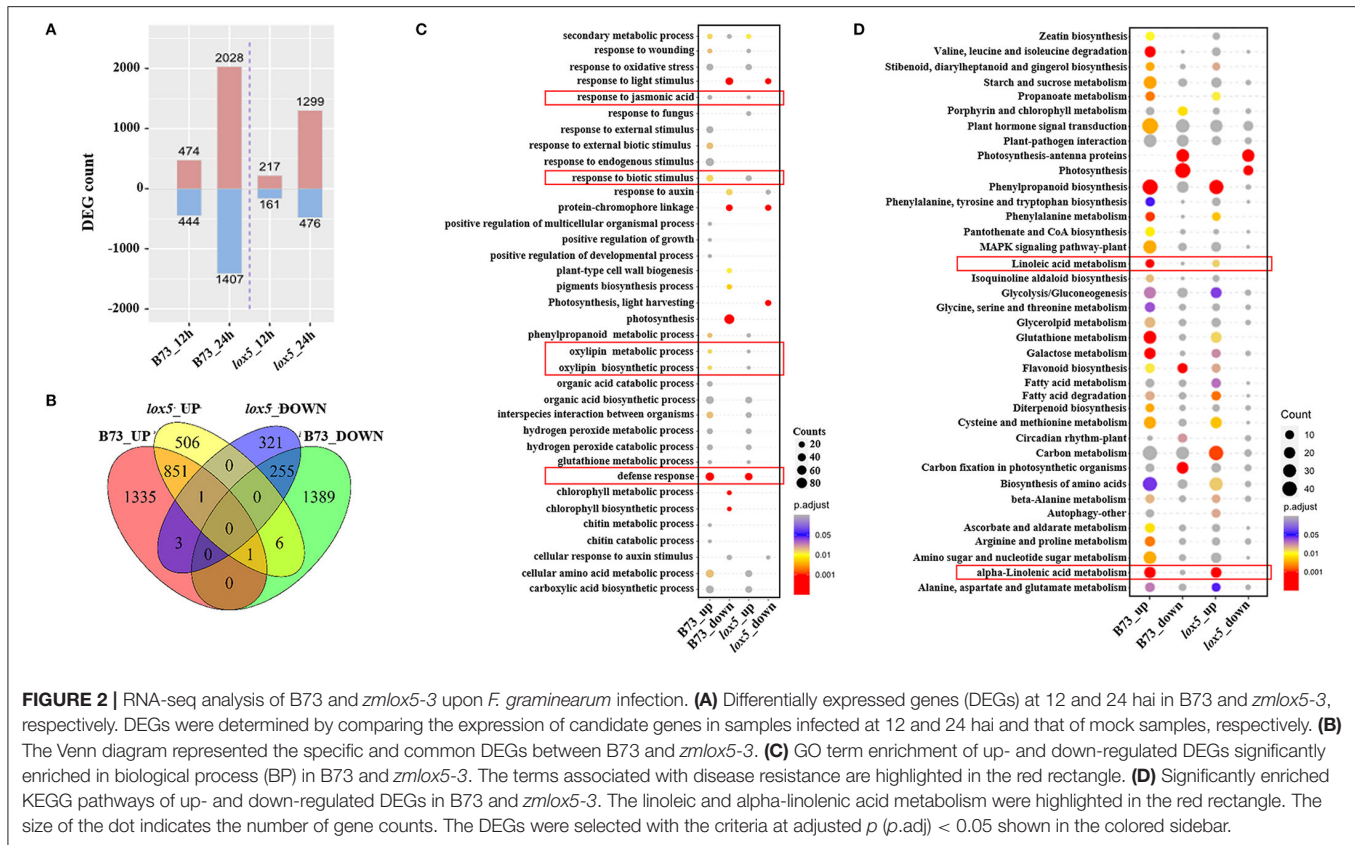 A
2028
2000
1299
1000
474
217
0
444
161
476
-1000
1407
-2000
DEG count
B73_12h
B73_24h
lox5_12h
lox5_24h
B
lox5_UP
lox5_DOWN
B73_UP
B73_DOWN
506
321
851
0
255
1335
1
0
1389
0
3
0
1
6
0
C
secondary metabolic process
response to wounding
response to oxidative stress
response to light stimulus
response to jasmonic acid
response to fungus
response to external stimulus
response to external biotic stimulus
response to endogenous stimulus
response to biotic stimulus
response to auxin
protein-chromophore linkage
positive regulation of multicellular organismal process
positive regulation of growth
positive regulation of developmental process
plant-type cell wall biogenesis
pigments biosynthesis process
Photosynthesis, light harvesting
photosynthesis
phenylpropanoid metabolic process
oxylipin metabolic process
oxylipin biosynthetic process
organic acid catabolic process
organic acid biosynthetic process
interspecies interaction between organisms
hydrogen peroxide metabolic process
hydrogen peroxide catabolic process
glutathione metabolic process
defense response
chlorophyll metabolic process
chlorophyll biosynthetic process
chitin metabolic process
chitin catabolic process
cellular response to auxin stimulus
cellular amino acid metabolic process
carboxylic acid biosynthetic process
B73_up
B73_down
lox5_up
lox5_down
Counts
20
40
60
80
p.adjust
0.05
0.01
0.001
D
Zeatin biosynthesis
Valine, leucine and isoleucine degradation
Stibenoid, diarylheptanoid and gingerol biosynthesis
Starch and sucrose metabolism
Propanoate metabolism
Porphyrin and chlorophyll metabolism
Plant hormone signal transduction
Plant-pathogen interaction
Photosynthesis-antenna proteins
Photosynthesis
Phenylpropanoid biosynthesis
Phenylalanine, tyrosine and tryptophan biosynthesis
Phenylalanine metabolism
Pantothenate and CoA biosynthesis
MAPK signaling pathway-plant
Linoleic acid metabolism
Isoquinoline aldaloid biosynthesis
Glycolysis/Gluconeogenesis
Glycine, serine and threonine metabolism
Glycerolpid metabolism
Glutathione metabolism
Galactose metabolism
Flavonoid biosynthesis
Fatty acid metabolism
Fatty acid degradation
Diterpenoid biosynthesis
Cysteine and methionine metabolism
Circadian rhythm-plant
Carbon metabolism
Carbon fixation in photosynthetic organisms
Biosynthesis of amino acids
beta-Alanine metabolism
Autophagy-other
Ascorbate and aldarate metabolism
Arginine and proline metabolism
Amino sugar and nucleotide sugar metabolism
alpha-Linolenic acid metabolism
Alanine, aspartate and glutamate metabolism
B73_up
B73_down
lox5_up
lox5_down
Count
10
20
30
40
p.adjust
0.05
0.01
0.001
FIGURE 2 | RNA-seq analysis of B73 and zmlox5-3 upon F. graminearum infection. (A) Differentially expressed genes (DEGs) at 12 and 24 hai in B73 and zmlox5-3,
respectively. DEGs were determined by comparing the expression of candidate genes in samples infected at 12 and 24 hai and that of mock samples, respectively. (B)
The Venn diagram represented the specific and common DEGs between B73 and zmlox5-3. (C) GO term enrichment of up- and down-regulated DEGs significantly
enriched in biological process (BP) in B73 and zmlox5-3. The terms associated with disease resistance are highlighted in the red rectangle. (D) Significantly enriched
KEGG pathways of up- and down-regulated DEGs in B73 and zmlox5-3. The linoleic and alpha-linolenic acid metabolism were highlighted in the red rectangle. The
size of the dot indicates the number of gene counts. The DEGs were selected with the criteria at adjusted p (p.adj) < 0.05 shown in the colored sidebar.